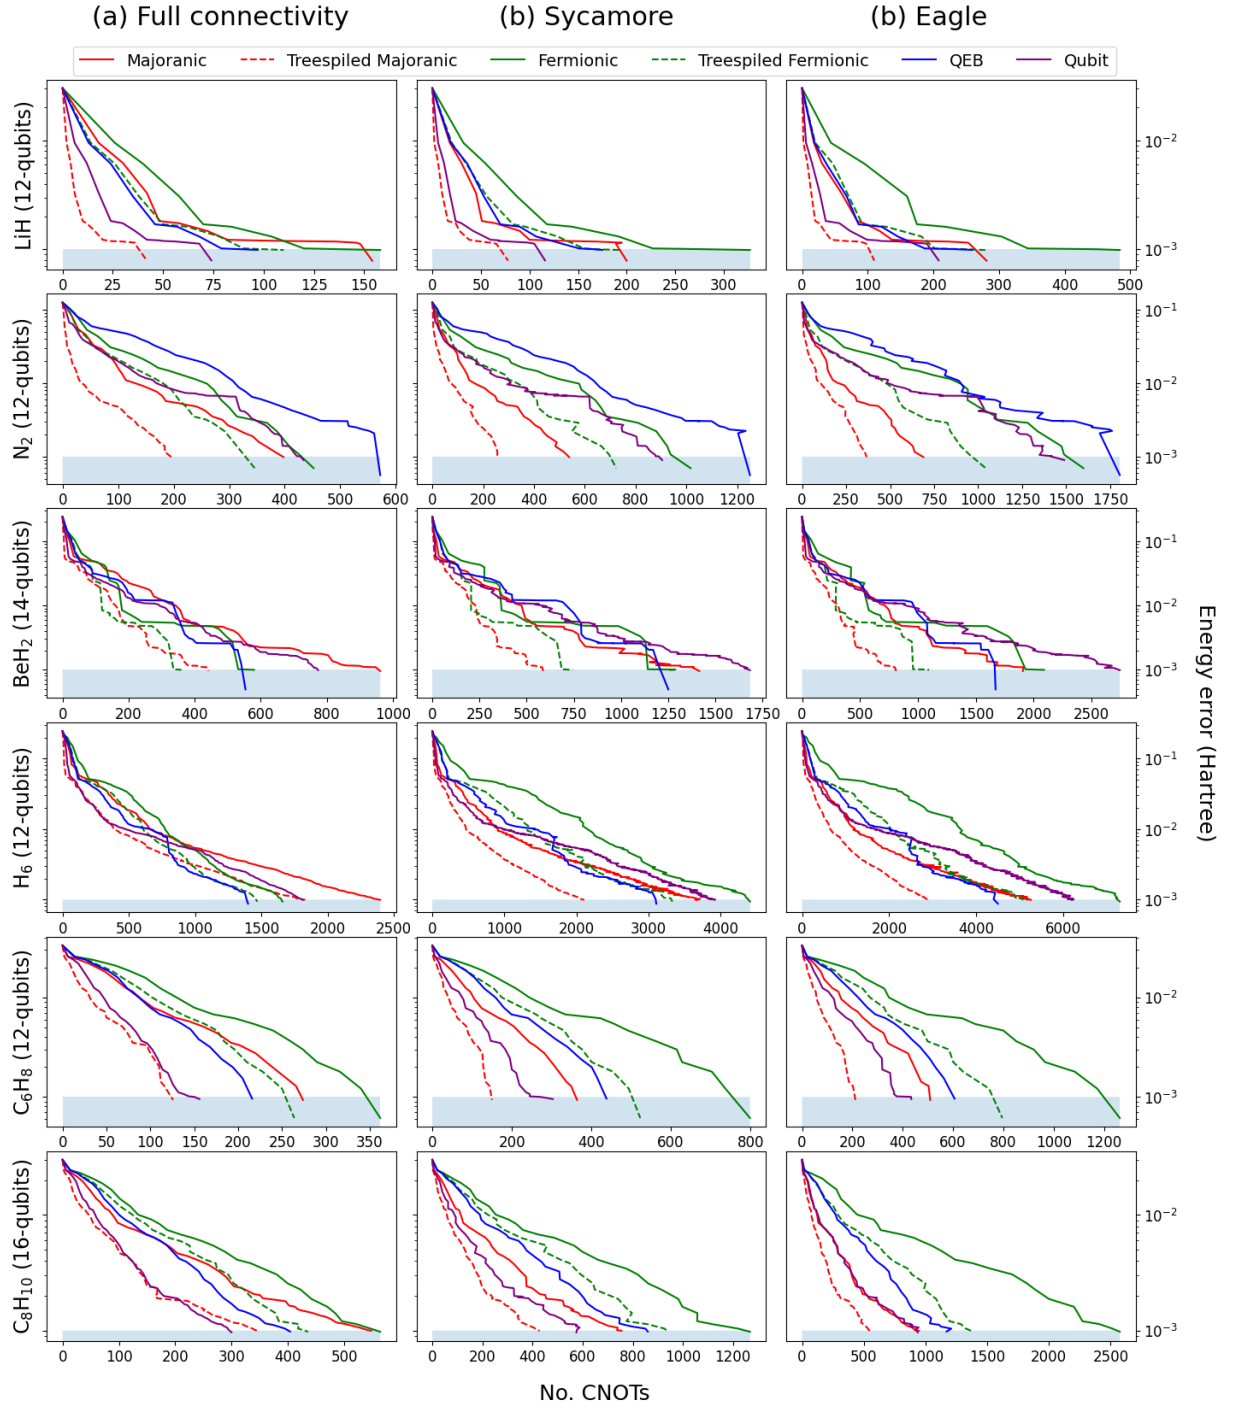 (a) Full connectivity (b) Sycamore (b) Eagle
Majoranic Treespiled Majoranic Fermionic Treespiled Fermionic QEB Qubit
LiH (12-qubits)
10⁻²
10⁻³
0 25 50 75 100 125 150
0 50 100 150 200 250 300
0 100 200 300 400 500
N₂ (12-qubits)
10⁻¹
10⁻²
10⁻³
0 100 200 300 400 500 600
0 200 400 600 800 1000 1200
0 250 500 750 1000 1250 1500 1750
BeH₂ (14-qubits)
10⁻¹
10⁻²
10⁻³
0 200 400 600 800 1000
0 250 500 750 1000 1250 1500 1750
0 500 1000 1500 2000 2500
H₆ (12-qubits)
10⁻¹
10⁻²
10⁻³
0 500 1000 1500 2000 2500
0 1000 2000 3000 4000
0 2000 4000 6000
C₆H₈ (12-qubits)
10⁻²
10⁻³
0 50 100 150 200 250 300 350
0 200 400 600 800
0 200 400 600 800 1000 1200
C₈H₁₀ (16-qubits)
10⁻²
10⁻³
0 100 200 300 400 500
0 200 400 600 800 1000 1200
0 500 1000 1500 2000 2500
Energy error (Hartree)
No. CNOTs